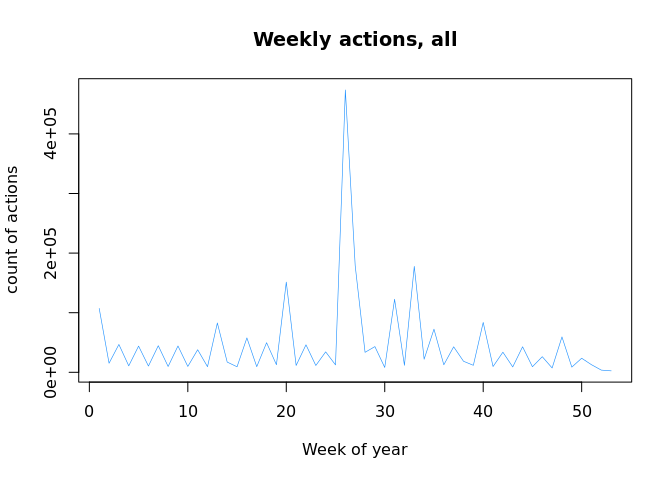 Weekly actions, all
count of actions
4e+05
2e+05
0e+00
0 10 20 30 40 50
Week of year